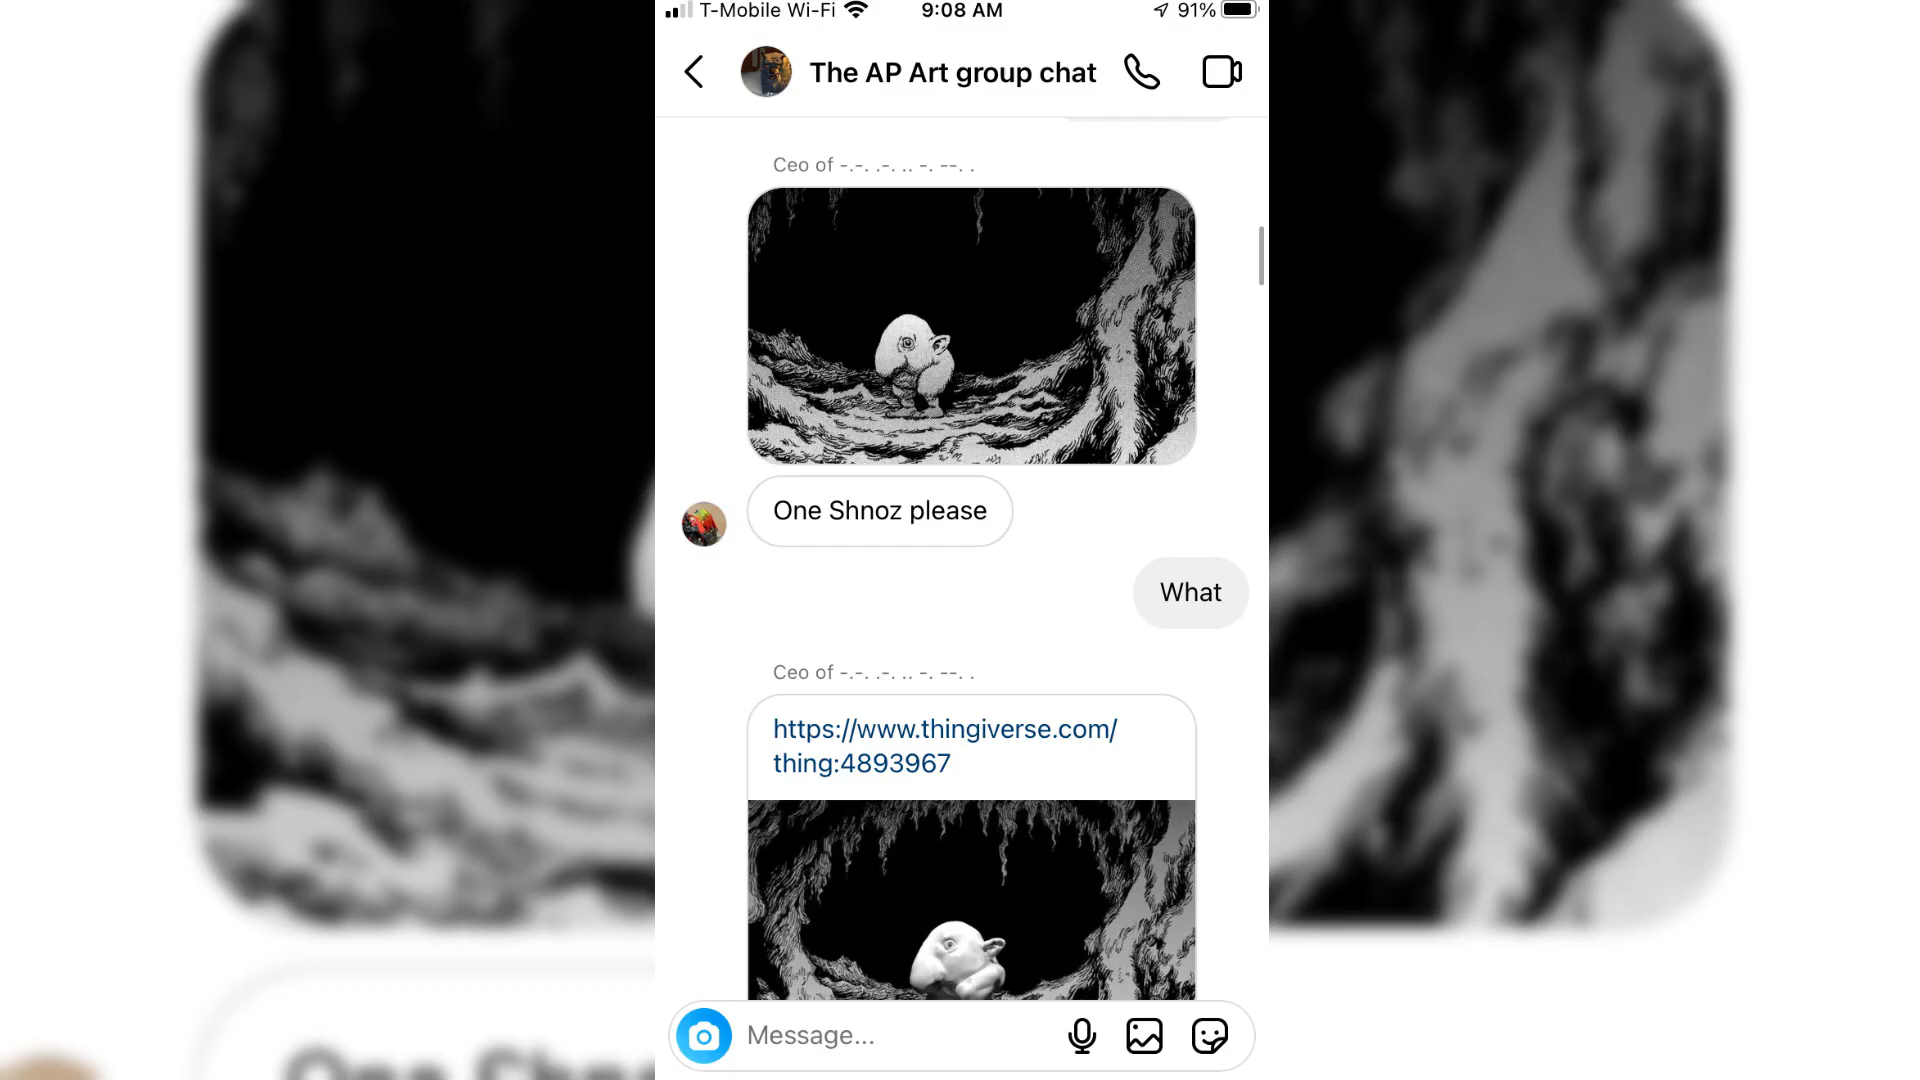 T-Mobile Wi-Fi 9:08 AM 91%
The AP Art group chat
Ceo of -.-. .-. .. -. --. .
One Shnoz please
What
Ceo of -.-. .-. .. -. --. .
https://www.thingiverse.com/
thing:4893967
Message...